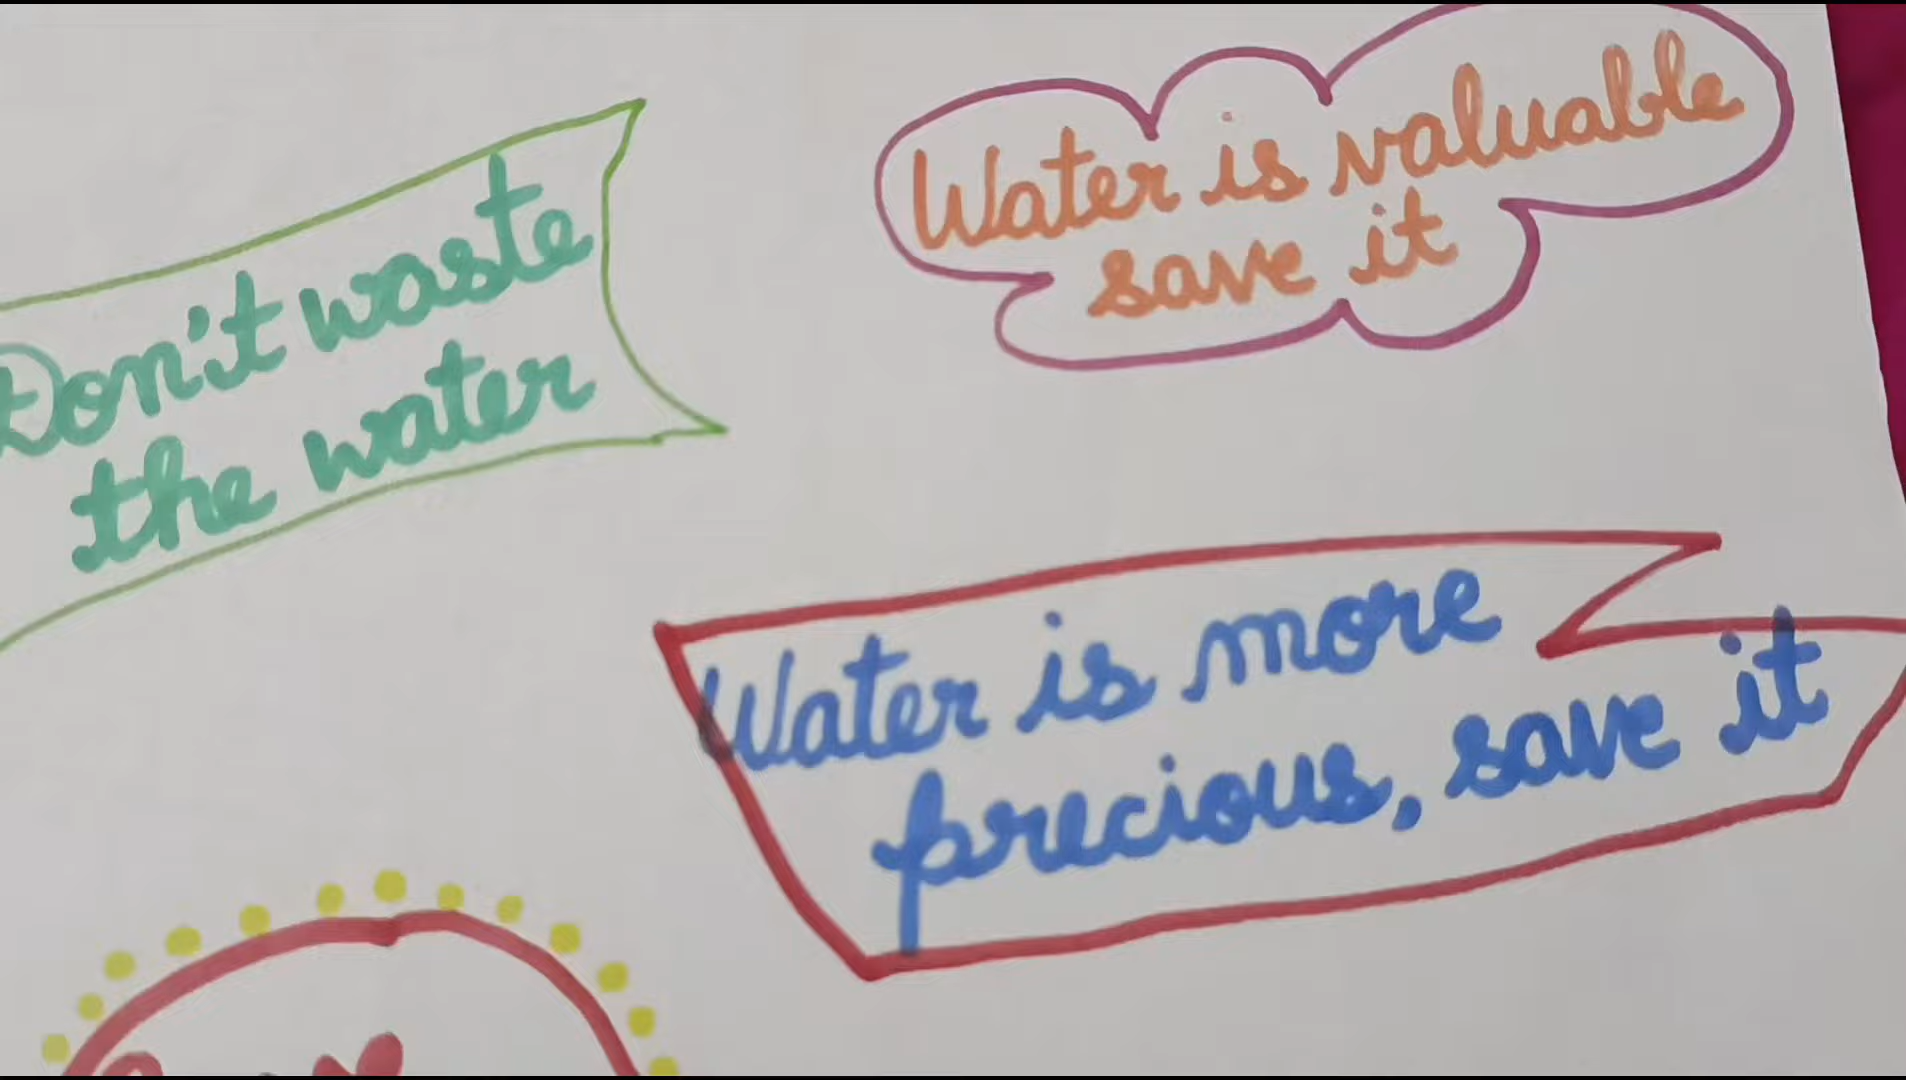 Don't waste
the water
Water is valuable
save it
Water is more
precious, save it